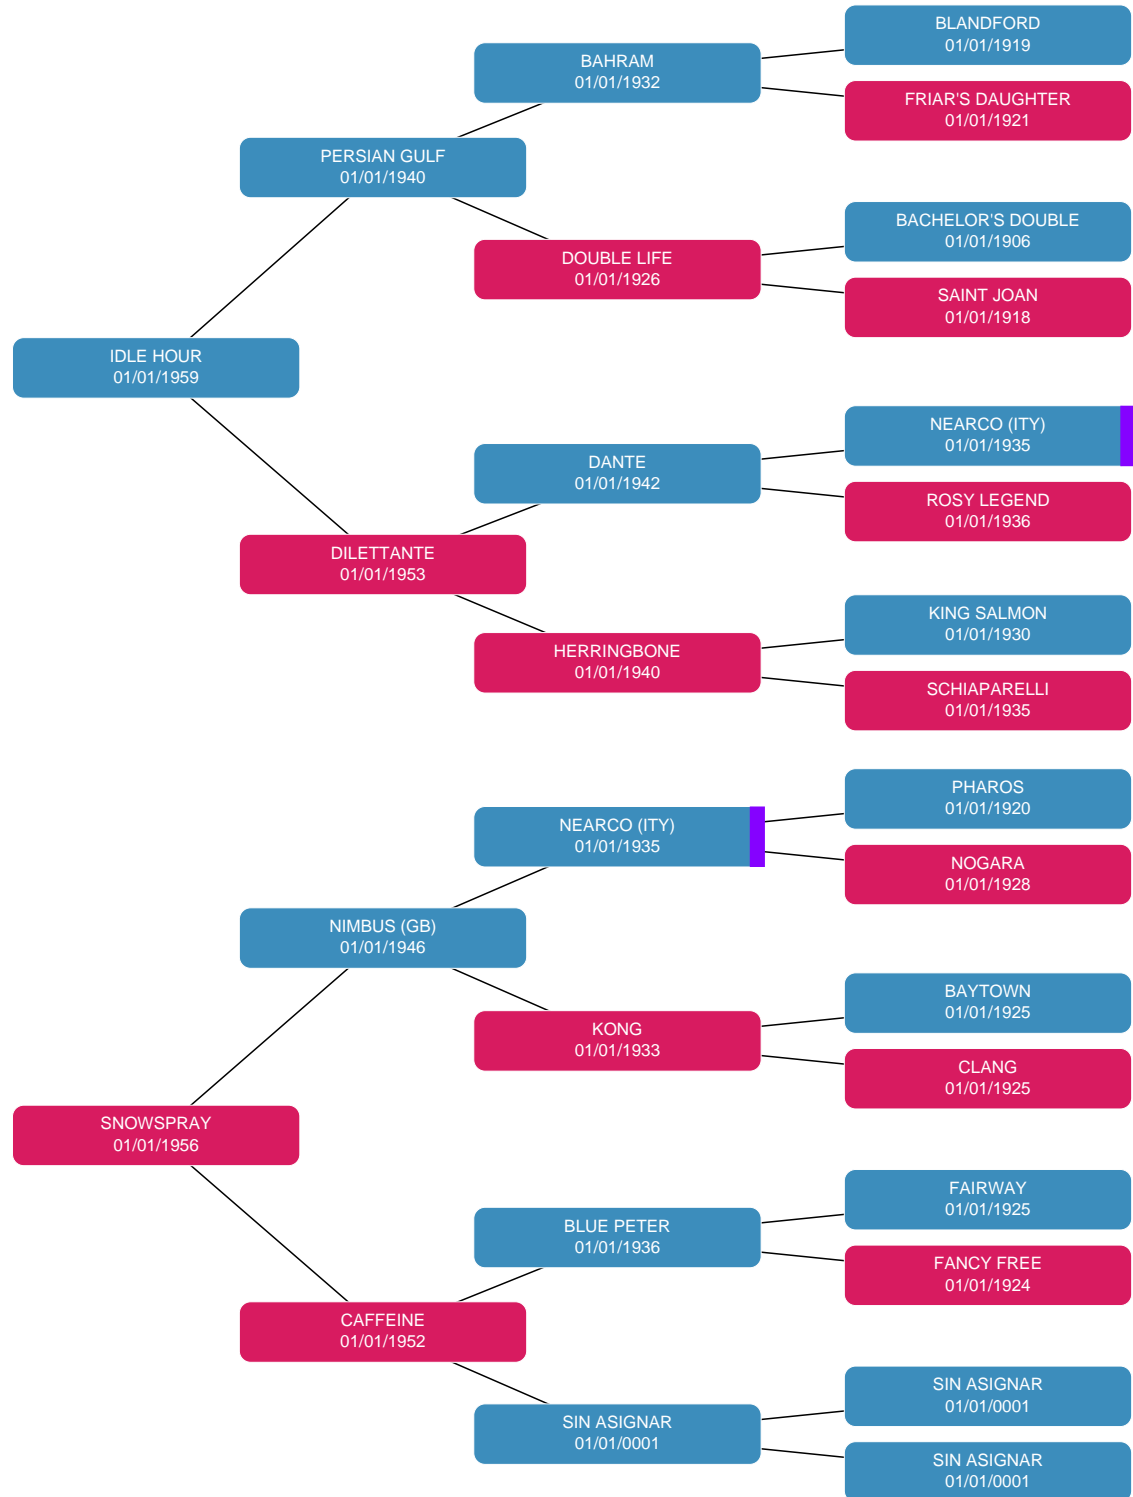 BLANDFORD
01/01/1919
BAHRAM
01/01/1932
FRIAR'S DAUGHTER
01/01/1921
PERSIAN GULF
01/01/1940
BACHELOR'S DOUBLE
01/01/1906
DOUBLE LIFE
01/01/1926
SAINT JOAN
01/01/1918
IDLE HOUR
01/01/1959
NEARCO (ITY)
01/01/1935
DANTE
01/01/1942
ROSY LEGEND
01/01/1936
DILETTANTE
01/01/1953
KING SALMON
01/01/1930
HERRINGBONE
01/01/1940
SCHIAPARELLI
01/01/1935
PHAROS
01/01/1920
NEARCO (ITY)
01/01/1935
NOGARA
01/01/1928
NIMBUS (GB)
01/01/1946
BAYTOWN
01/01/1925
KONG
01/01/1933
CLANG
01/01/1925
SNOWSPRAY
01/01/1956
FAIRWAY
01/01/1925
BLUE PETER
01/01/1936
FANCY FREE
01/01/1924
CAFFEINE
01/01/1952
SIN ASIGNAR
01/01/0001
SIN ASIGNAR
01/01/0001
SIN ASIGNAR
01/01/0001